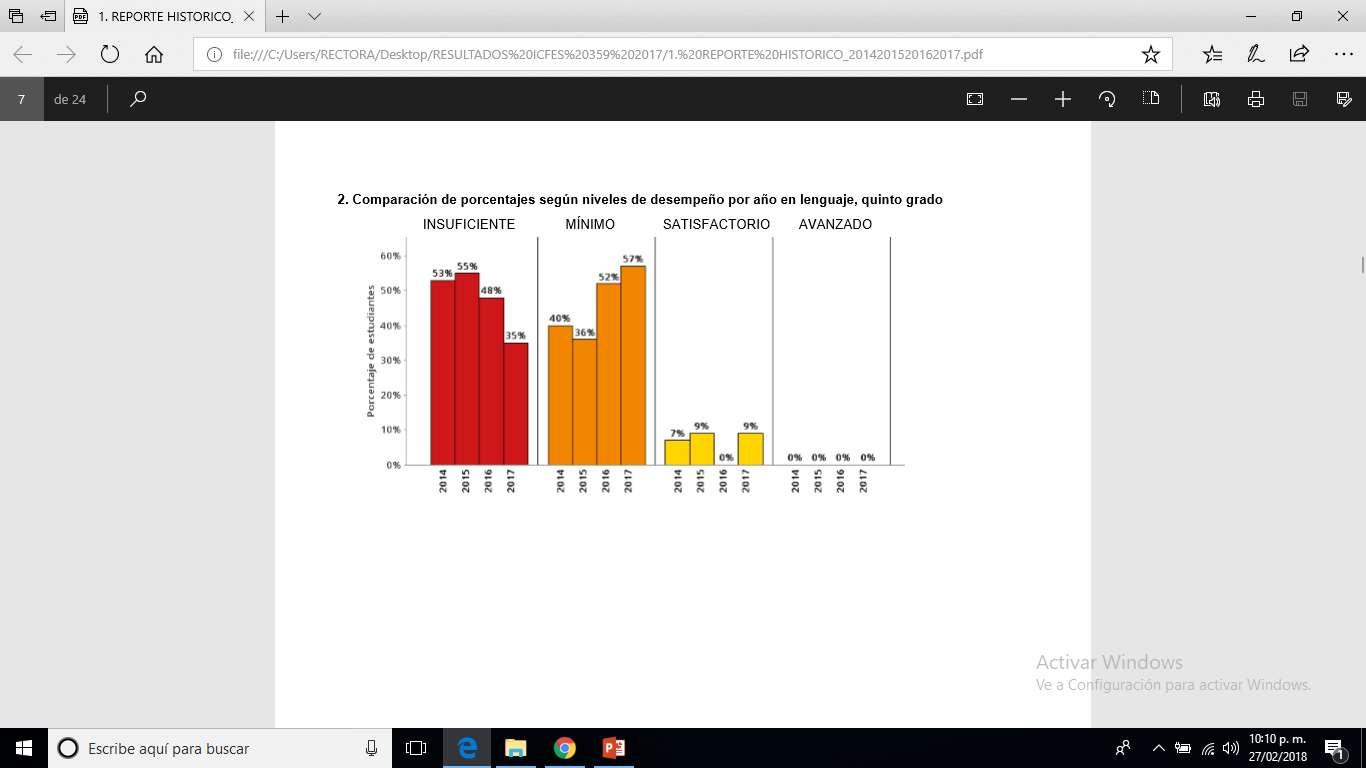 1. REPORTE HISTORICO_
file:///C:/Users/RECTORA/Desktop/RESULTADOS%20ICFES%20359%202017/1.%20REPORTE%20HISTORICO_2014201520162017.pdf
7 de 24
2. Comparación de porcentajes según niveles de desempeño por año en lenguaje, quinto grado
INSUFICIENTE MÍNIMO SATISFACTORIO AVANZADO
Porcentaje de estudiantes
60%
50%
40%
30%
20%
10%
0%
53% 55% 48% 35%
40% 36% 52% 57%
7% 9% 0% 9%
0% 0% 0% 0%
2014 2015 2016 2017 2014 2015 2016 2017 2014 2015 2016 2017 2014 2015 2016 2017
Activar Windows
Ve a Configuración para activar Windows.
Escribe aquí para buscar
10:10 p. m.
27/02/2018
1